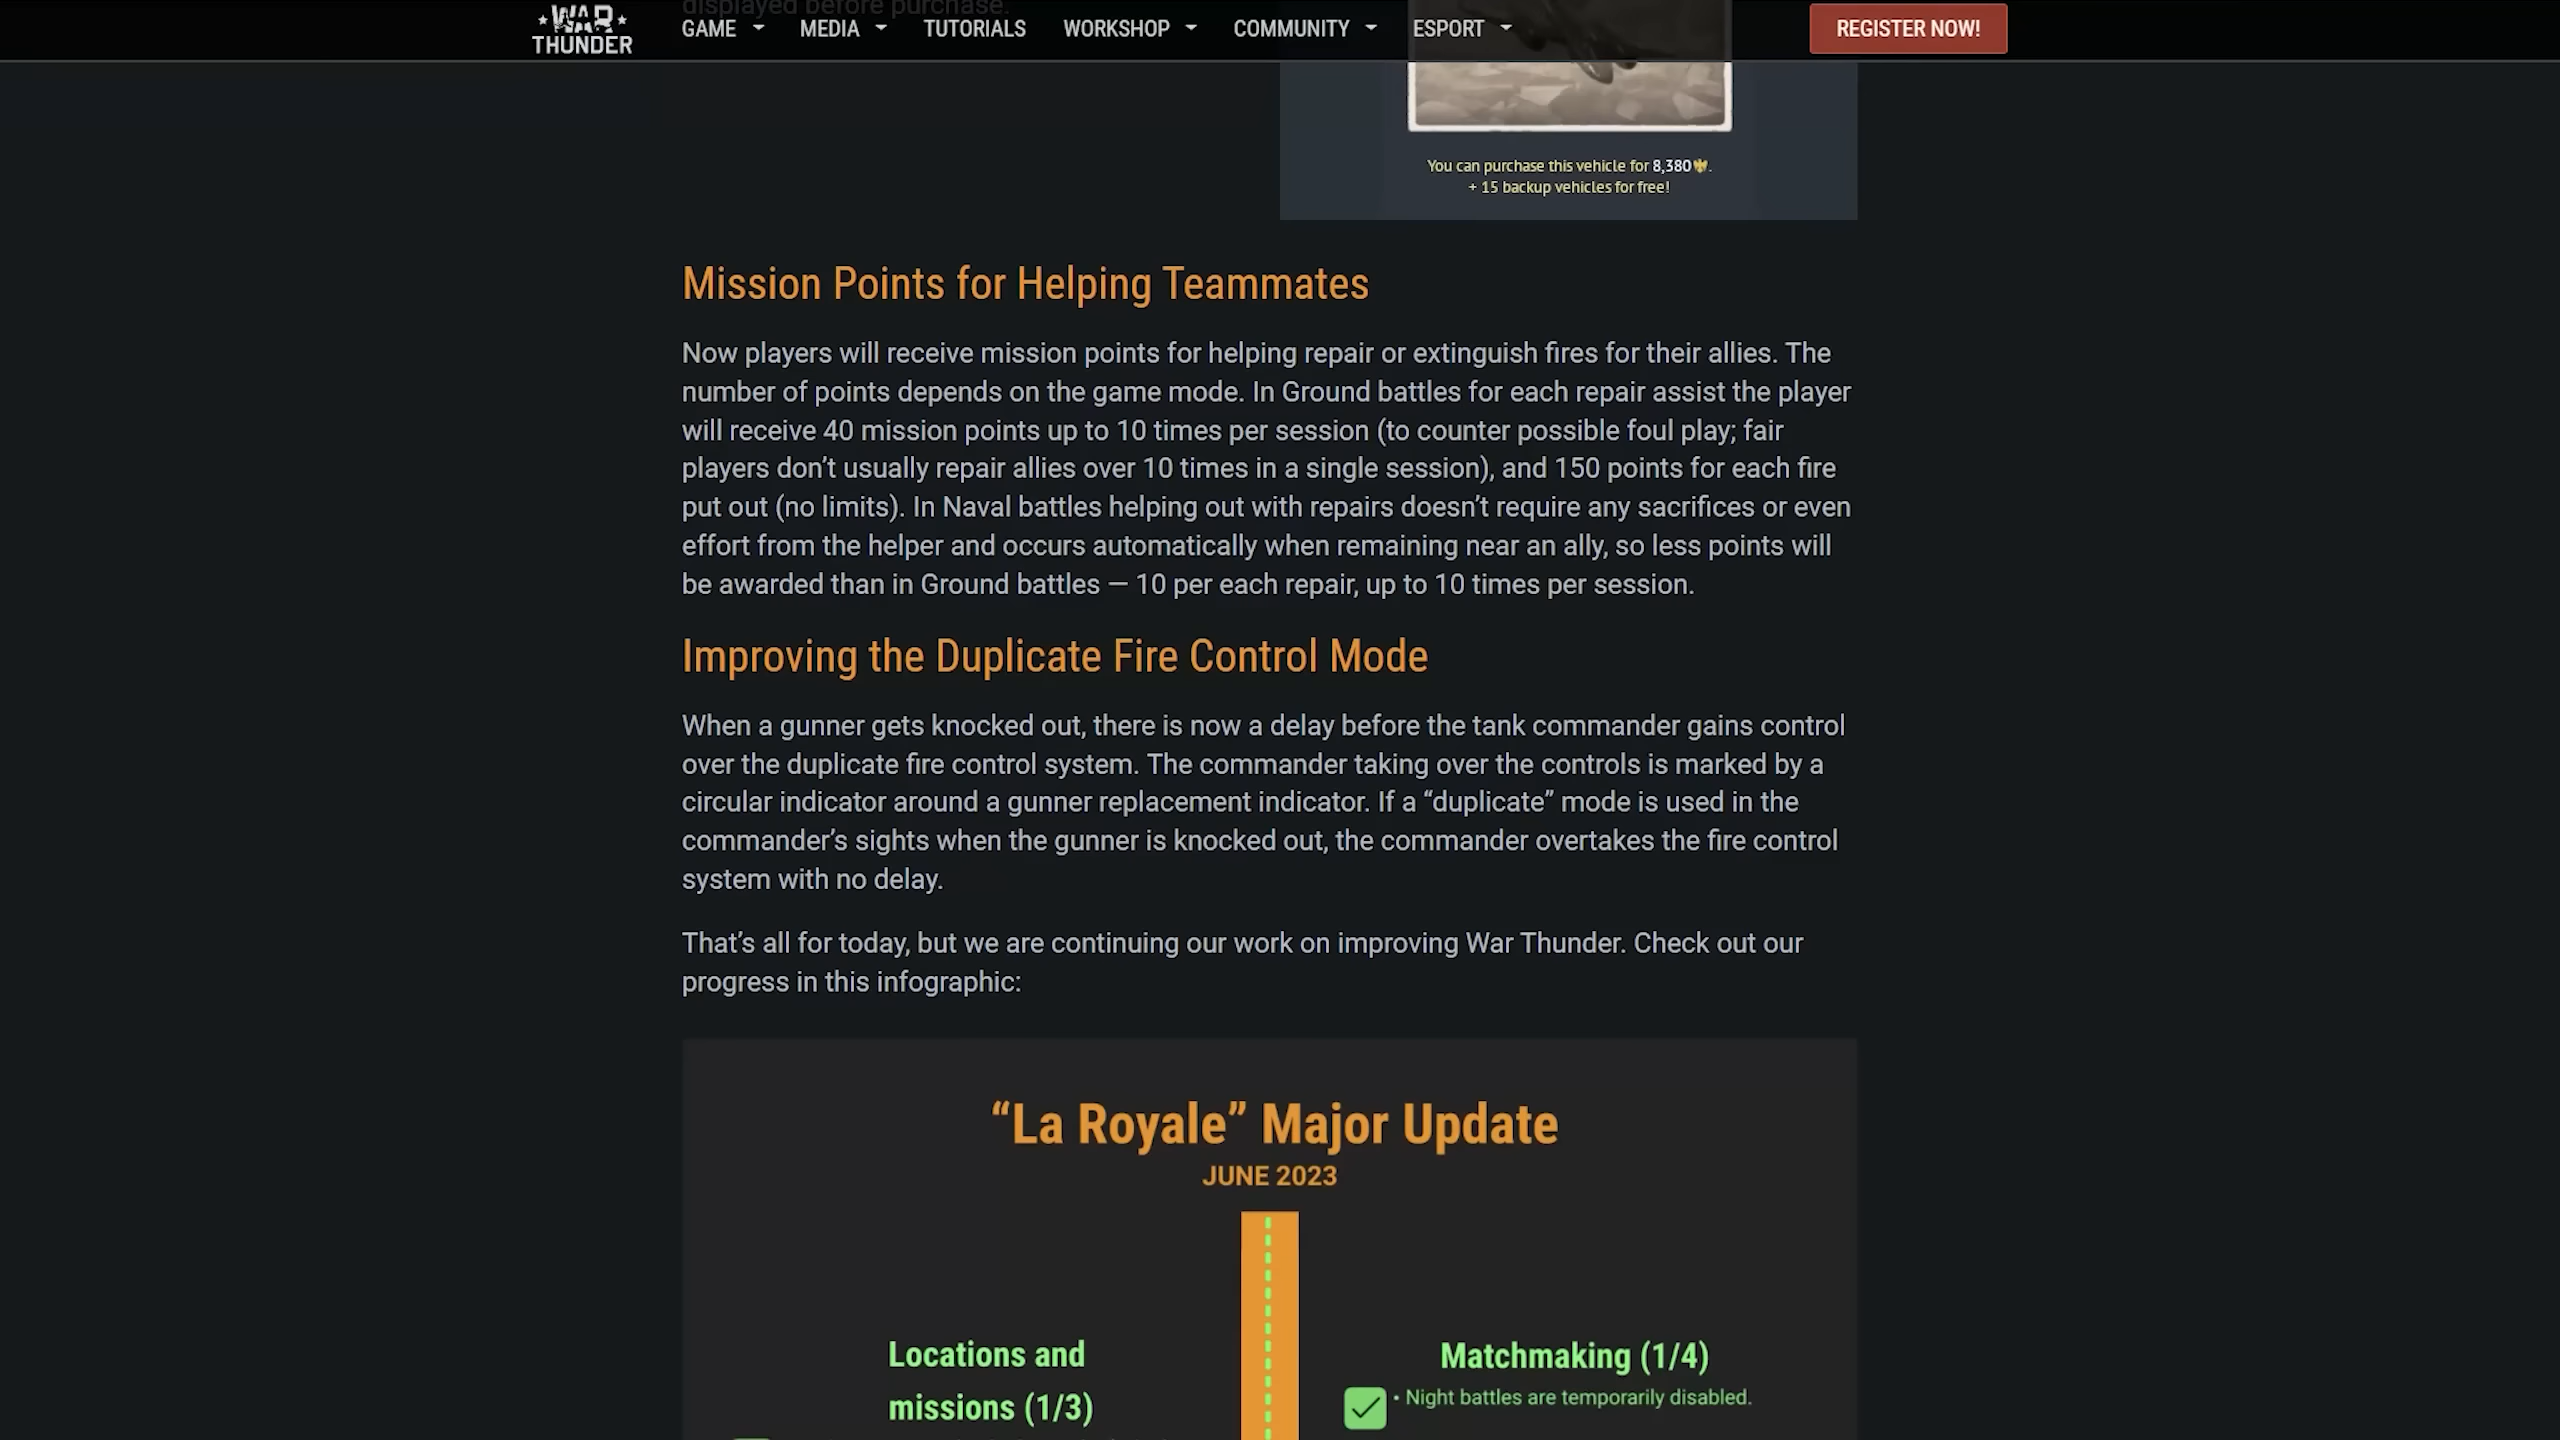 displayed before purchase.
WAR THUNDER
GAME MEDIA TUTORIALS WORKSHOP COMMUNITY ESPORT REGISTER NOW!
You can purchase this vehicle for 8,380.
+ 15 backup vehicles for free!
Mission Points for Helping Teammates
Now players will receive mission points for helping repair or extinguish fires for their allies. The
number of points depends on the game mode. In Ground battles for each repair assist the player
will receive 40 mission points up to 10 times per session (to counter possible foul play; fair
players don’t usually repair allies over 10 times in a single session), and 150 points for each fire
put out (no limits). In Naval battles helping out with repairs doesn’t require any sacrifices or even
effort from the helper and occurs automatically when remaining near an ally, so less points will
be awarded than in Ground battles — 10 per each repair, up to 10 times per session.
Improving the Duplicate Fire Control Mode
When a gunner gets knocked out, there is now a delay before the tank commander gains control
over the duplicate fire control system. The commander taking over the controls is marked by a
circular indicator around a gunner replacement indicator. If a “duplicate” mode is used in the
commander’s sights when the gunner is knocked out, the commander overtakes the fire control
system with no delay.
That’s all for today, but we are continuing our work on improving War Thunder. Check out our
progress in this infographic:
“La Royale” Major Update
JUNE 2023
Locations and
missions (1/3)
Matchmaking (1/4)
• Night battles are temporarily disabled.